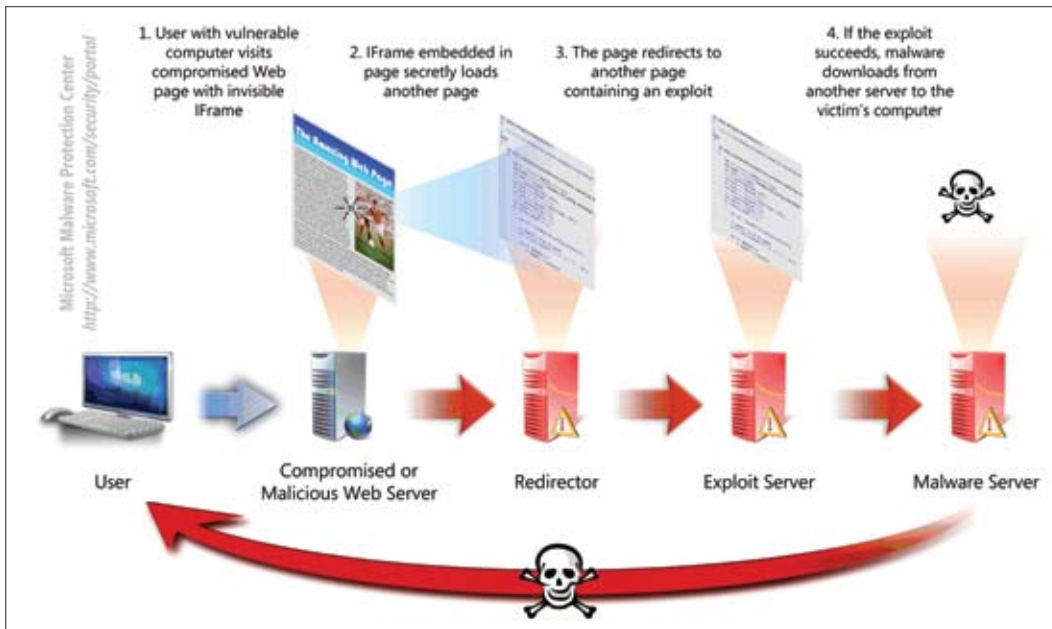 Microsoft Malware Protection Center
http://www.microsoft.com/security/portal
1. User with vulnerable
computer visits
compromised Web
page with invisible
IFrame
2. IFrame embedded in
page secretly loads
another page
3. The page redirects to
another page
containing an exploit
4. If the exploit
succeeds, malware
downloads from
another server to the
victim's computer
The Amazing Web Page
User
Compromised or
Malicious Web Server
Redirector
Exploit Server
Malware Server